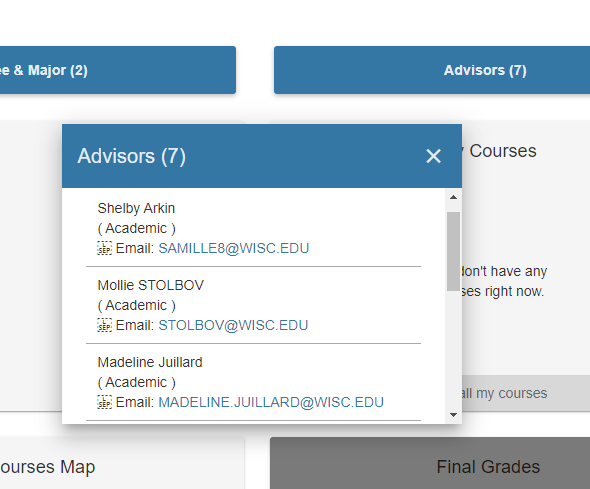 e & Major (2)
Advisors (7)
Advisors (7)
y Courses
Shelby Arkin
( Academic )
Email: SAMILLE8@WISC.EDU
don't have any
ses right now.
Mollie STOLBOV
( Academic )
Email: STOLBOV@WISC.EDU
Madeline Juillard
( Academic )
Email: MADELINE.JUILLARD@WISC.EDU
all my courses
ourses Map
Final Grades